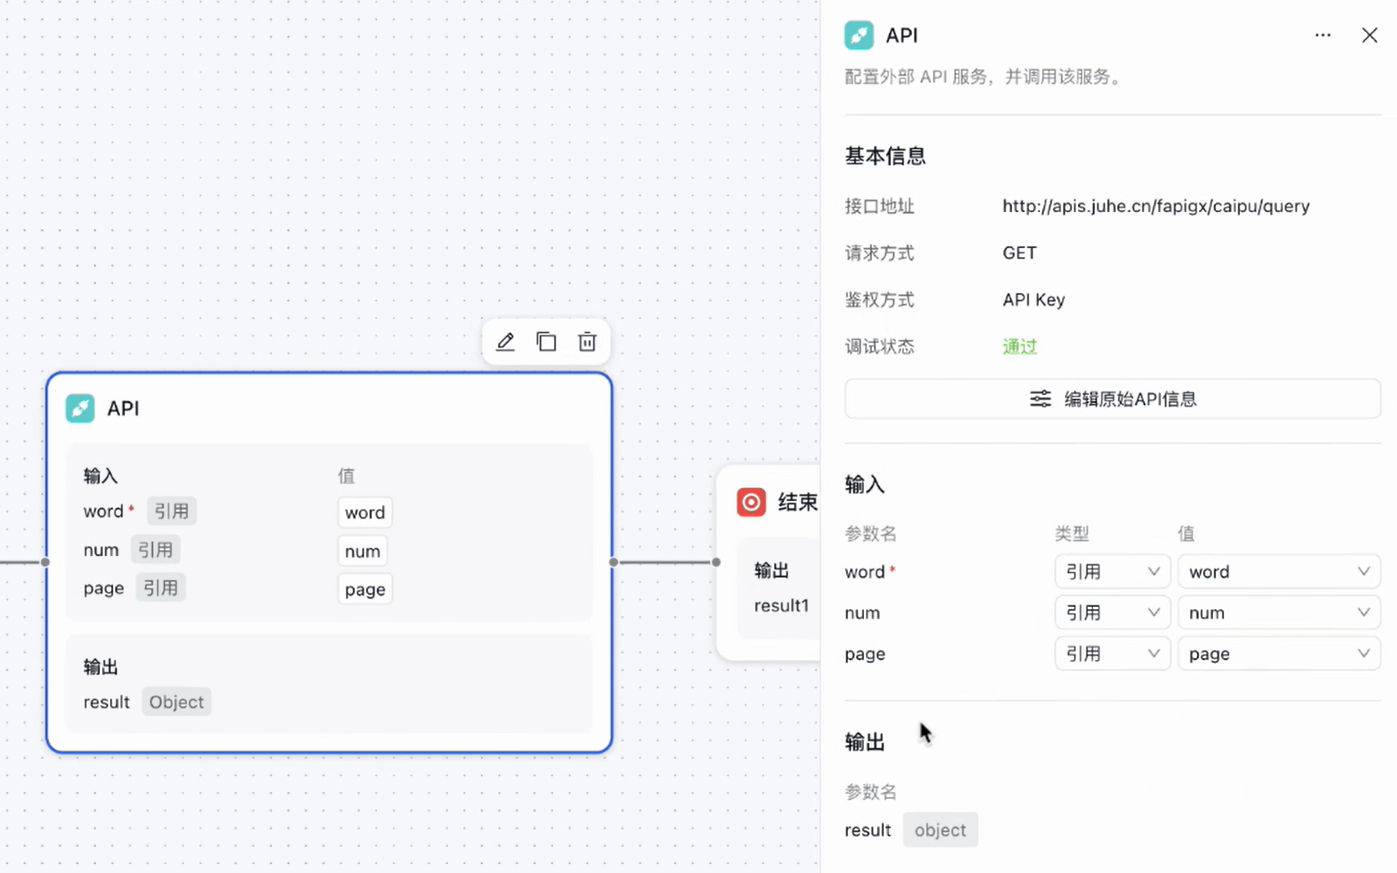 API
输入 值
word * 引用 word
num 引用 num
page 引用 page
输出
result Object
结束
输出
result1
API
配置外部 API 服务，并调用该服务。
基本信息
接口地址 http://apis.juhe.cn/fapigx/caipu/query
请求方式 GET
鉴权方式 API Key
调试状态 通过
编辑原始API信息
输入
参数名 类型 值
word * 引用 word
num 引用 num
page 引用 page
输出
参数名
result object